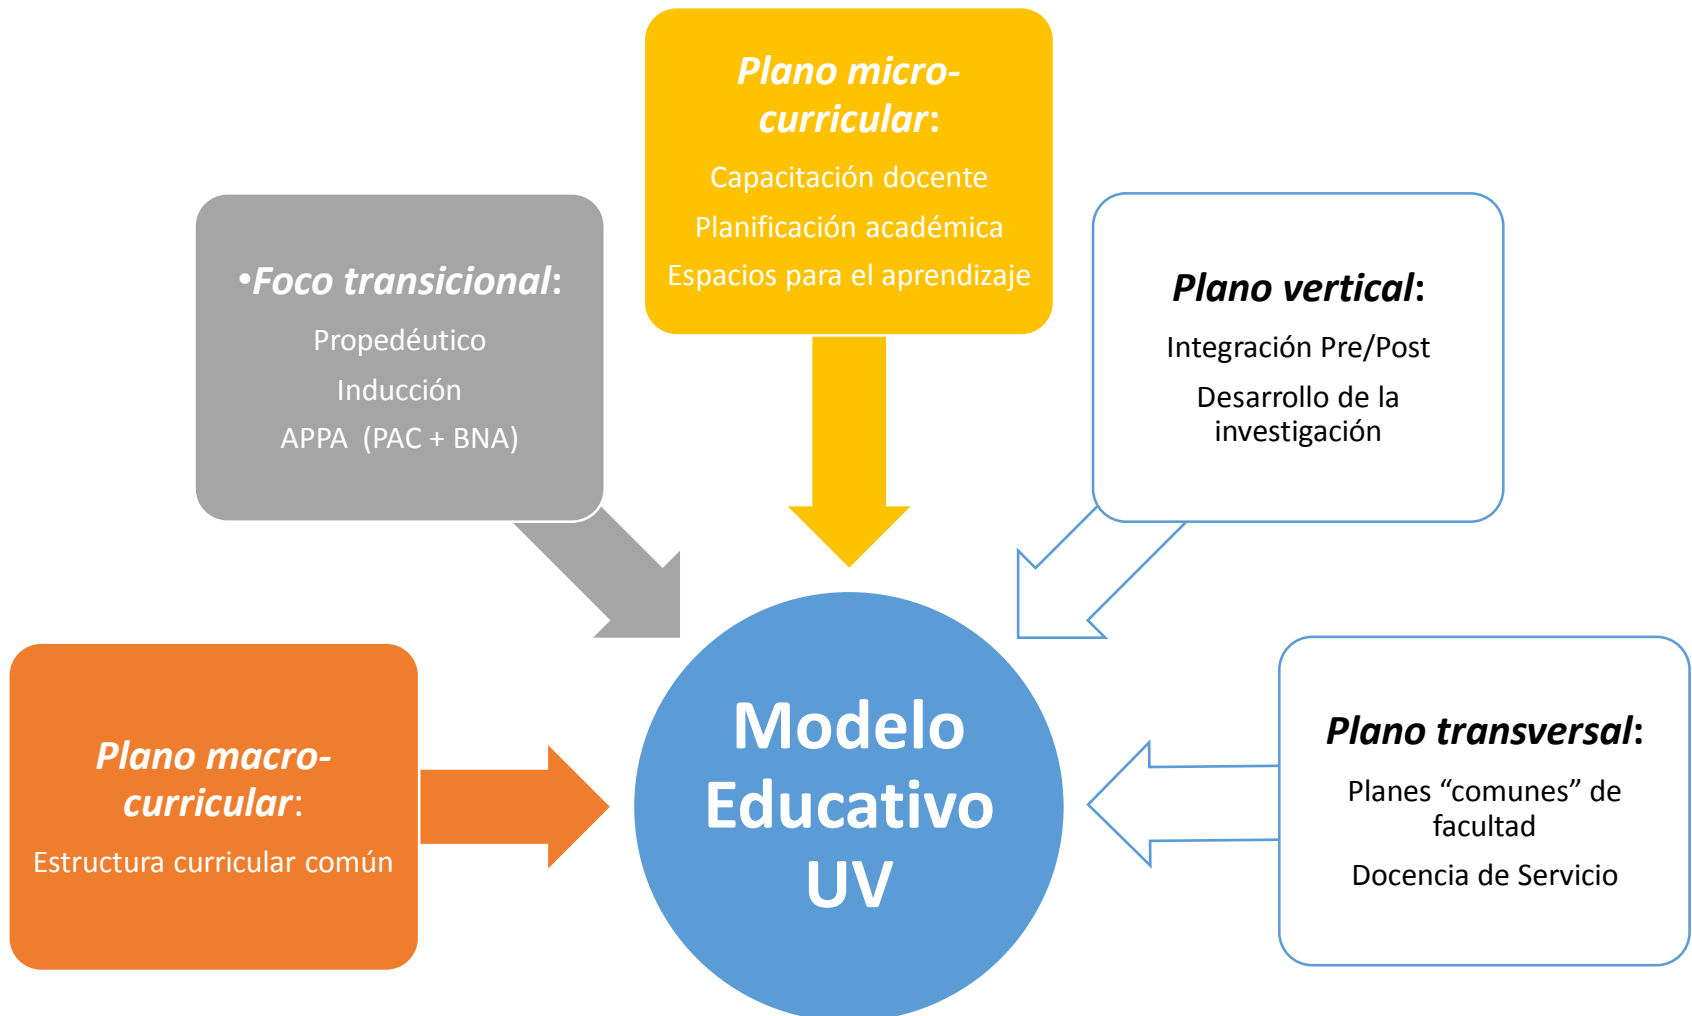 Plano micro-
curricular:
Capacitación docente
Planificación académica
Espacios para el aprendizaje
•Foco transicional:
Propedéutico
Inducción
APPA (PAC + BNA)
Plano vertical:
Integración Pre/Post
Desarrollo de la
investigación
Plano macro-
curricular:
Estructura curricular común
Modelo
Educativo
UV
Plano transversal:
Planes “comunes” de
facultad
Docencia de Servicio